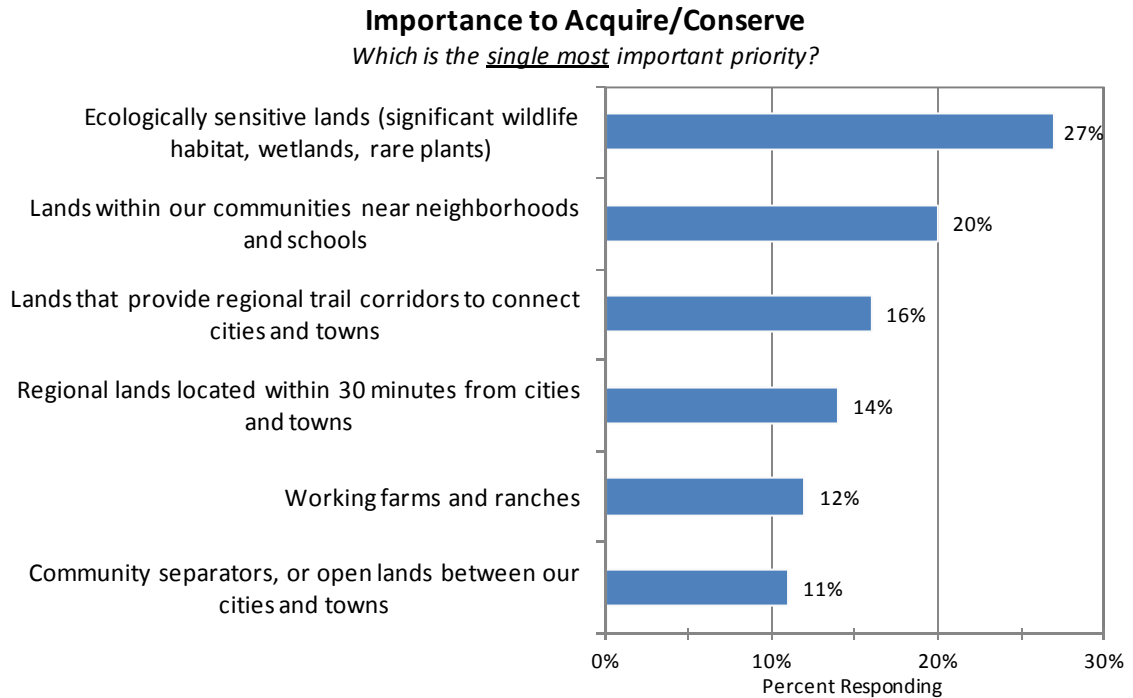 Importance to Acquire/Conserve
Which is the single most important priority?
Ecologically sensitive lands (significant wildlife
habitat, wetlands, rare plants)
27%
Lands within our communities near neighborhoods
and schools
20%
Lands that provide regional trail corridors to connect
cities and towns
16%
Regional lands located within 30 minutes from cities
and towns
14%
Working farms and ranches
12%
Community separators, or open lands between our
cities and towns
11%
0% 10% 20% 30%
Percent Responding